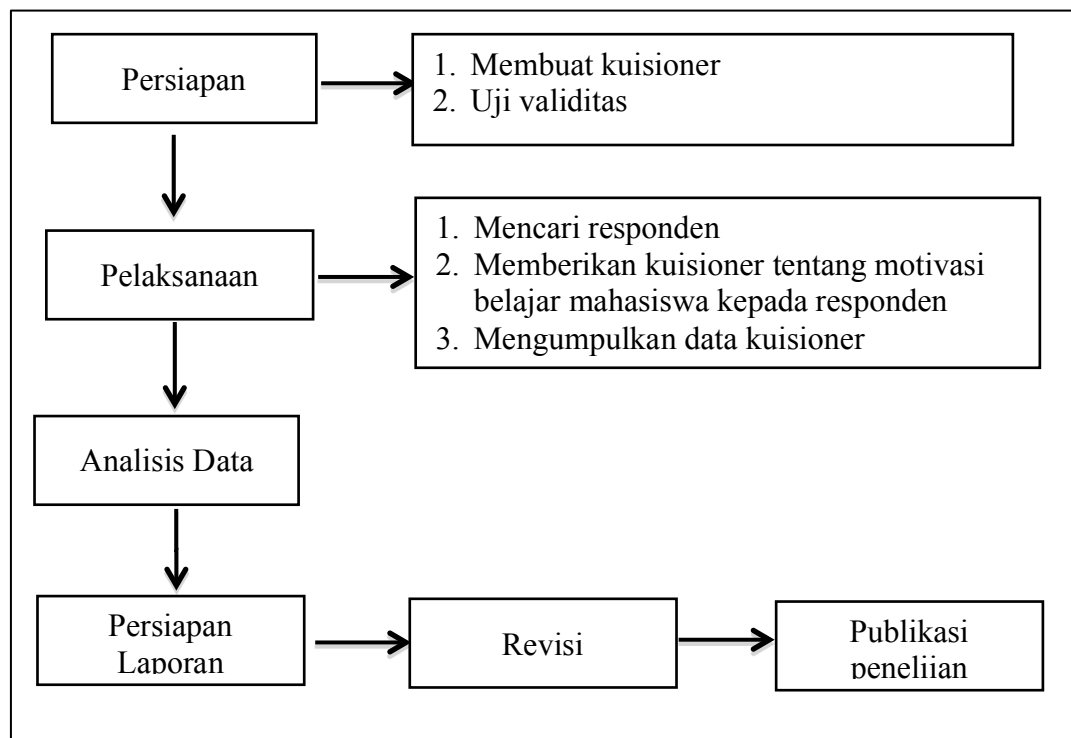 Persiapan
1. Membuat kuisioner
2. Uji validitas
Pelaksanaan
1. Mencari responden
2. Memberikan kuisioner tentang motivasi
belajar mahasiswa kepada responden
3. Mengumpulkan data kuisioner
Analisis Data
Persiapan
Laporan
Revisi
Publikasi
penelijan